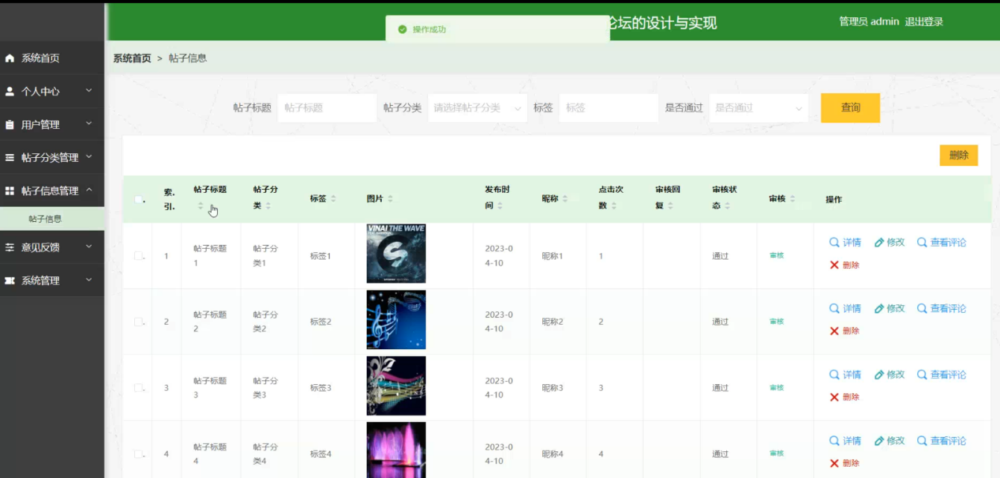 操作成功
论坛的设计与实现
管理员 admin 退出登录
系统首页
个人中心
用户管理
帖子分类管理
帖子信息管理
帖子信息
意见反馈
系统管理
系统首页 > 帖子信息
帖子标题 帖子标题 帖子分类 请选择帖子分类 标签 标签 是否通过 是否通过 查询
删除
索. 帖子标题 帖子分 标签 图片 发布时 昵称 点击次 审核回 审核状 审核 操作
引. 类 间 数 复 态
帖子标题 帖子分 标签1 VINAI THE WAVE 2023-0 昵称1 1 通过 审核 详情 修改 查看评论
1 1 类1 4-10 删除
帖子标题 帖子分 标签2 2023-0 昵称2 2 通过 审核 详情 修改 查看评论
2 2 类2 4-10 删除
帖子标题 帖子分 标签3 2023-0 昵称3 3 通过 审核 详情 修改 查看评论
3 3 类3 4-10 删除
帖子标题 帖子分 标签4 2023-0 昵称4 4 通过 审核 详情 修改 查看评论
4 4 类4 4-10 删除